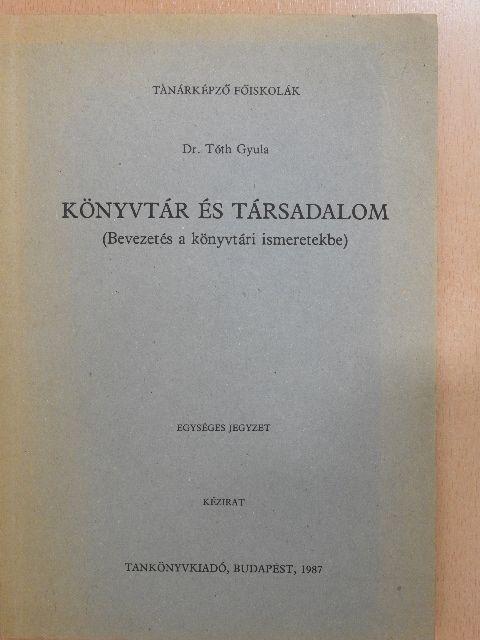 TANÁRKÉPZŐ FŐISKOLÁK
Dr. Tóth Gyula
KÖNYVTÁR ÉS TÁRSADALOM
(Bevezetés a könyvtári ismeretekbe)
EGYSÉGES JEGYZET
KÉZIRAT
TANKÖNYVKIADÓ, BUDAPEST, 1987